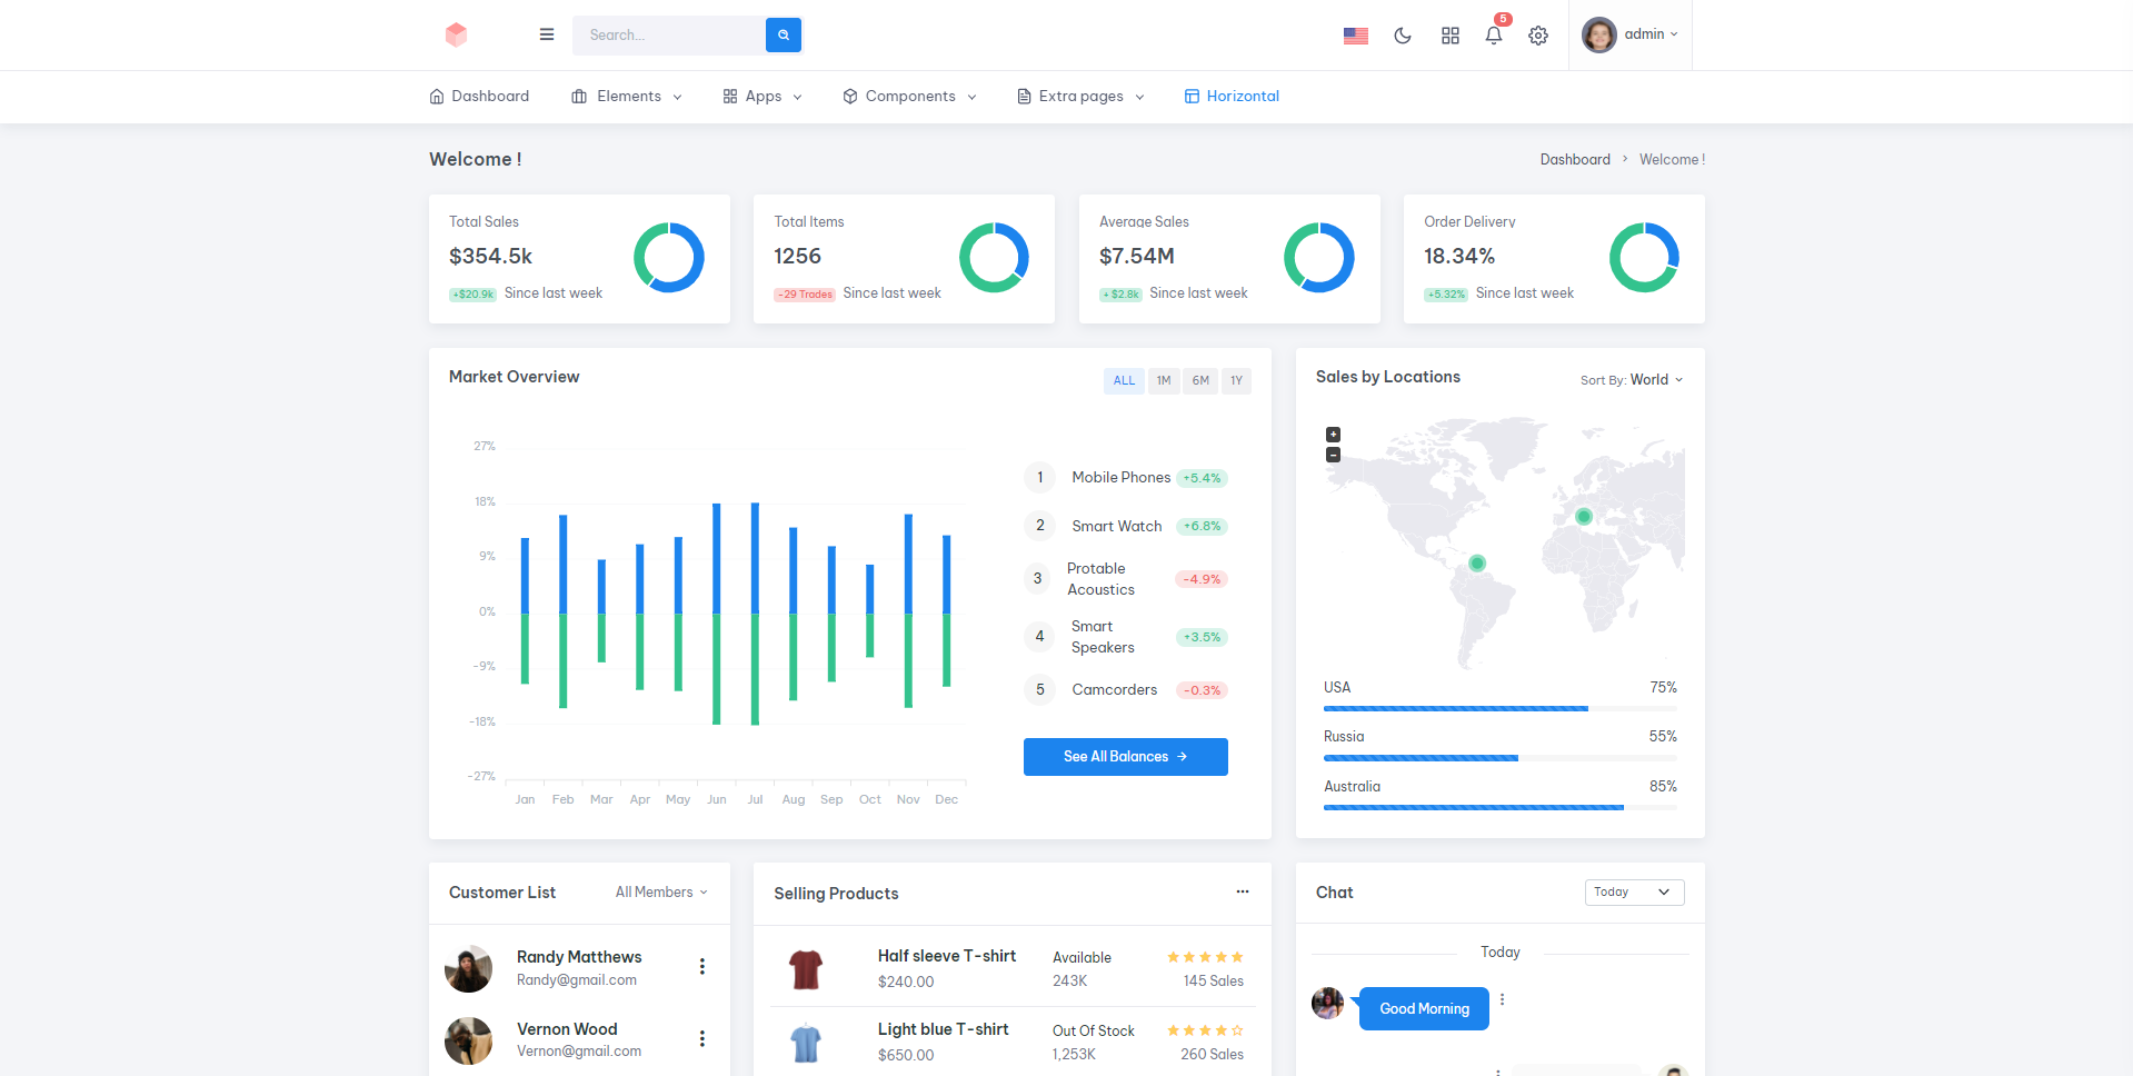 Search...
5
admin
Dashboard
Elements
Apps
Components
Extra pages
Horizontal
Welcome !
Dashboard > Welcome !
Total Sales
$354.5k
+$20.9k Since last week
Total Items
1256
-29 Trades Since last week
Average Sales
$7.54M
+ $2.8k Since last week
Order Delivery
18.34%
+5.32% Since last week
Market Overview
ALL 1M 6M 1Y
27%
18%
9%
0%
-9%
-18%
-27%
Jan Feb Mar Apr May Jun Jul Aug Sep Oct Nov Dec
1 Mobile Phones +5.4%
2 Smart Watch +6.8%
3 Protable
Acoustics -4.9%
4 Smart
Speakers +3.5%
5 Camcorders -0.3%
See All Balances →
Sales by Locations
Sort By: World
+
-
USA 75%
Russia 55%
Australia 85%
Customer List
All Members
Randy Matthews
Randy@gmail.com
Vernon Wood
Vernon@gmail.com
Selling Products
Half sleeve T-shirt
$240.00
Available
243K
145 Sales
Light blue T-shirt
$650.00
Out Of Stock
1,253K
260 Sales
Chat
Today
Today
Good Morning